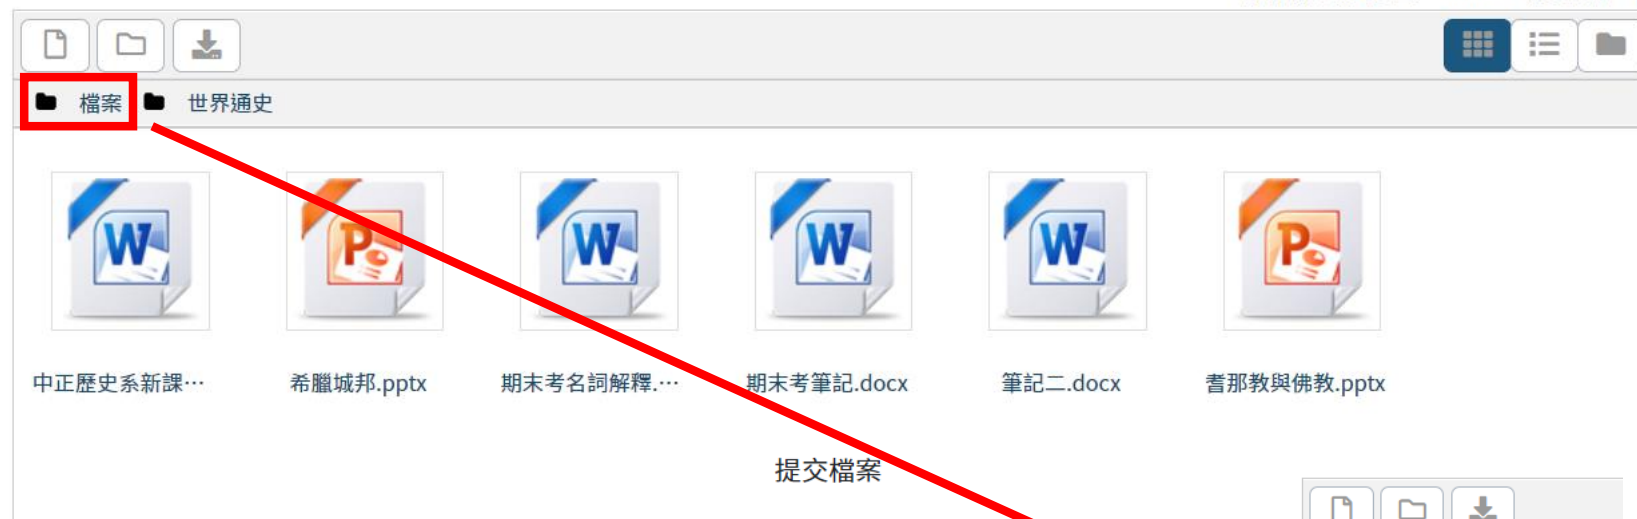 檔案 世界通史
中正歷史系新課… 希臘城邦.pptx 期末考名詞解釋.… 期末考筆記.docx 筆記二.docx 耆那教與佛教.pptx
提交檔案